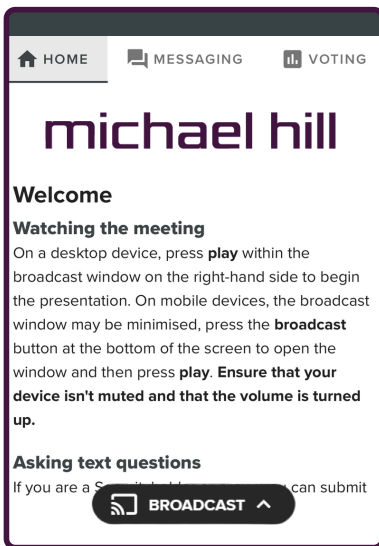 HOME MESSAGING VOTING
michael hill
Welcome
Watching the meeting
On a desktop device, press play within the
broadcast window on the right-hand side to begin
the presentation. On mobile devices, the broadcast
window may be minimised, press the broadcast
button at the bottom of the screen to open the
window and then press play. Ensure that your
device isn't muted and that the volume is turned
up.
Asking text questions
If you are a can submit
BROADCAST